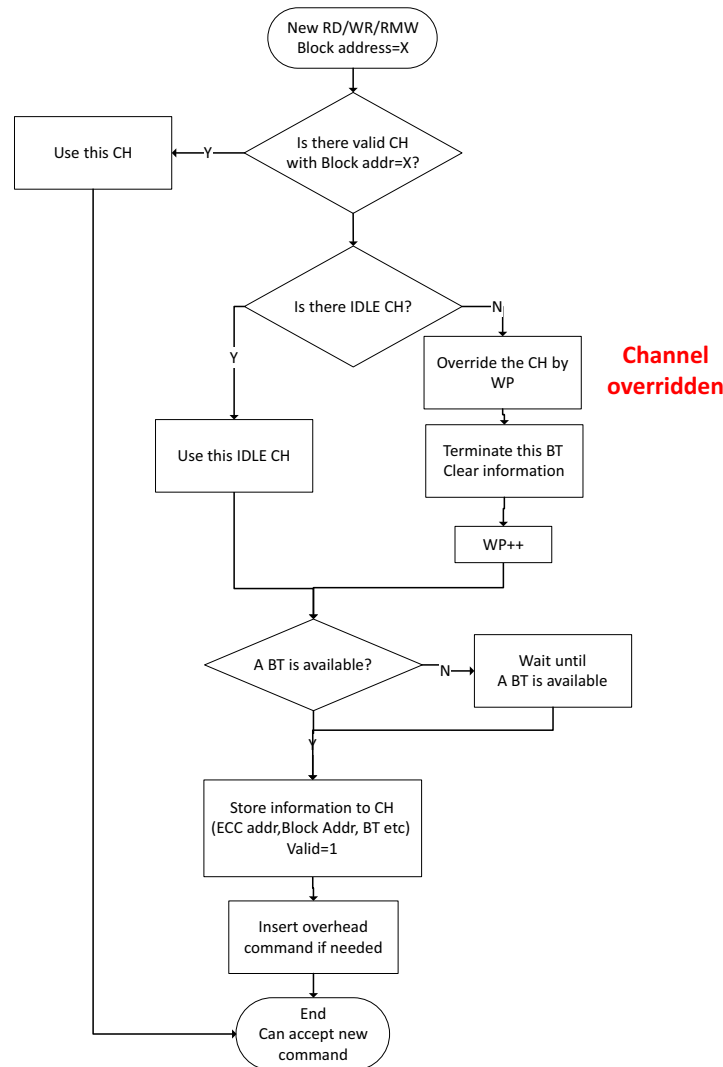 New RD/WR/RMW
Block address=X
Is there valid CH
with Block addr=X?
Y
Use this CH
Is there IDLE CH?
N
Y
Override the CH by
WP
Channel
overridden
Use this IDLE CH
Terminate this BT
Clear information
WP++
A BT is available?
N
Wait until
A BT is available
Y
Store information to CH
(ECC addr,Block Addr, BT etc)
Valid=1
Insert overhead
command if needed
End
Can accept new
command